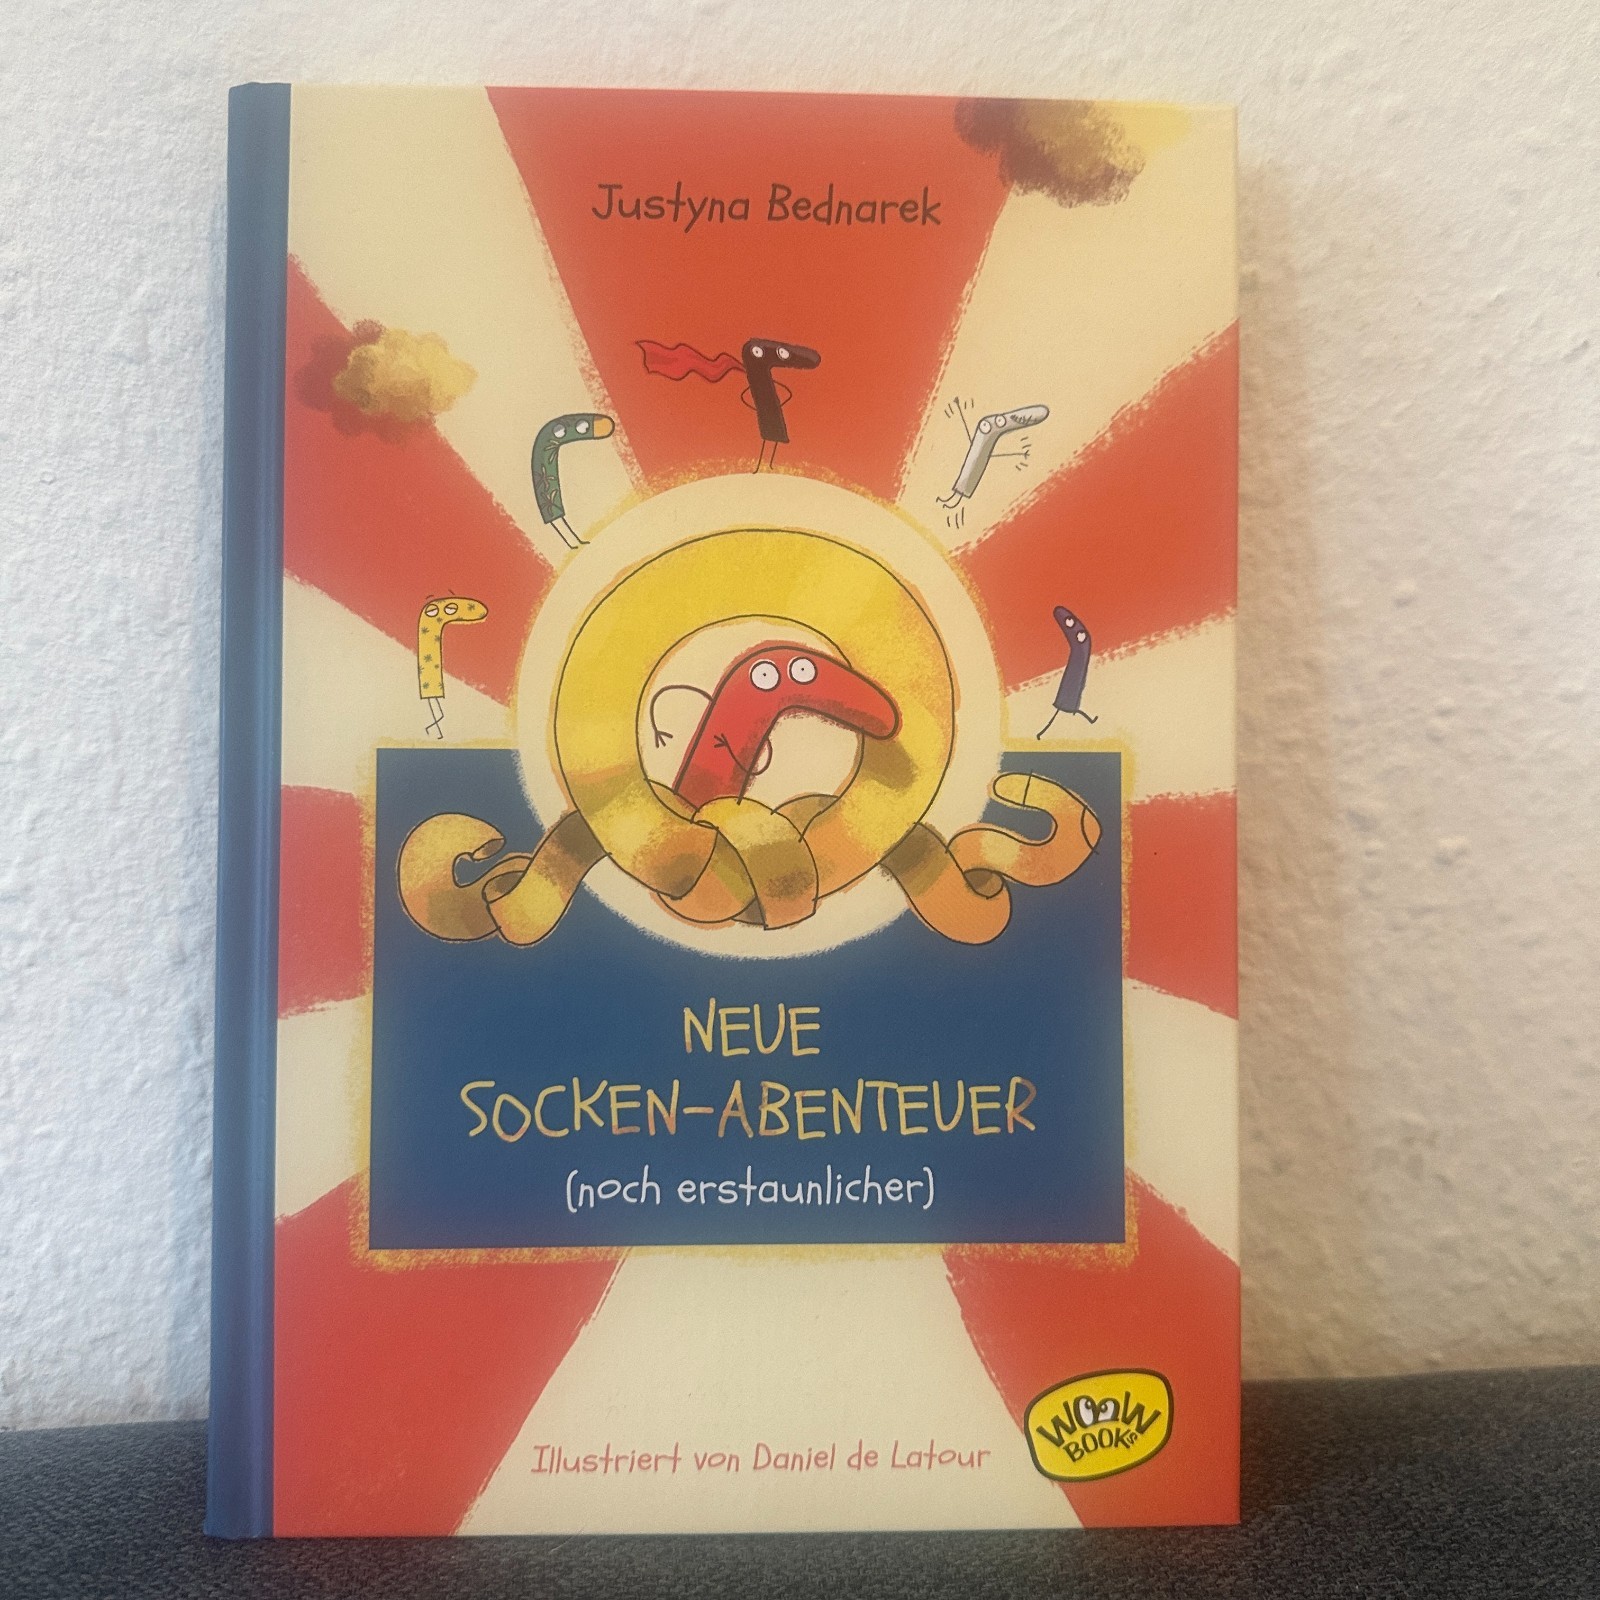 Justyna Bednarek
NEUE
SOCKEN-ABENTEUER
(noch erstaunlicher)
Illustriert von Daniel de Latour
WOOW
BOOKS